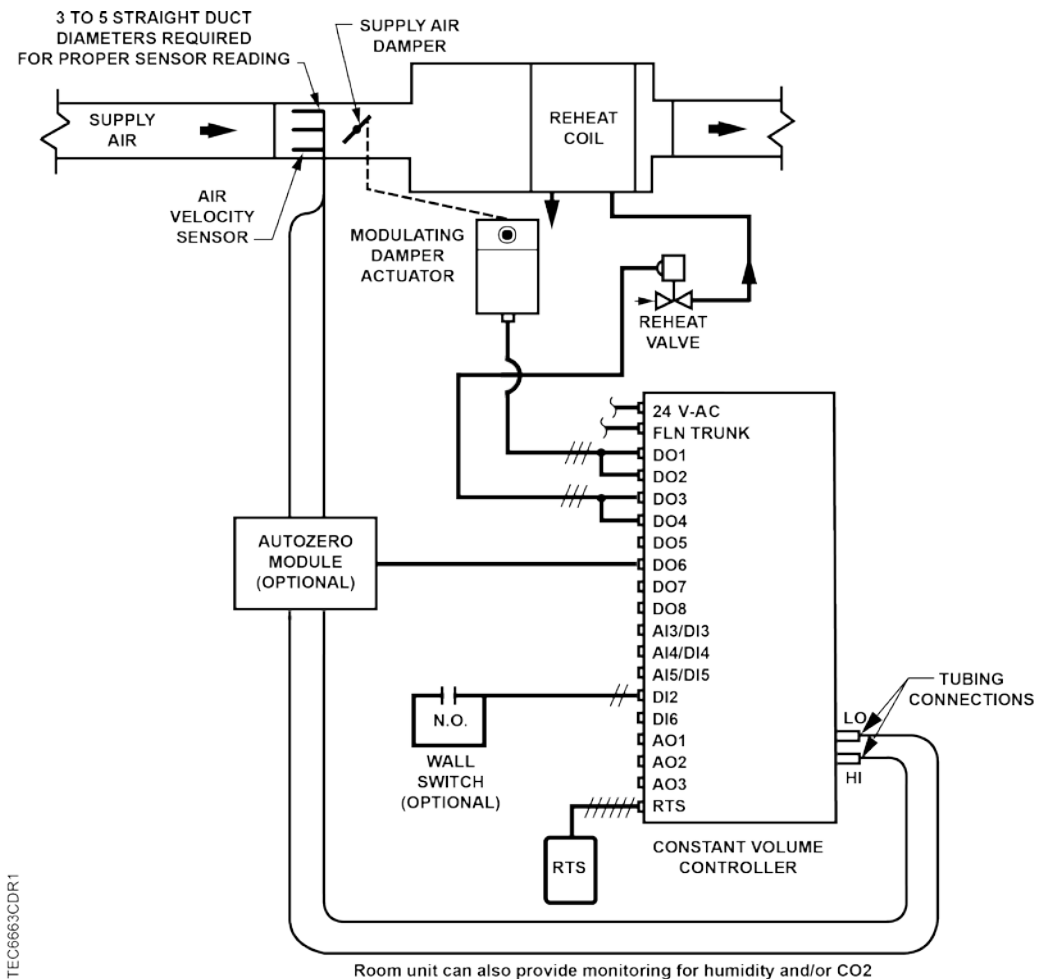 3 TO 5 STRAIGHT DUCT
DIAMETERS REQUIRED
FOR PROPER SENSOR READING
SUPPLY AIR
DAMPER
SUPPLY
AIR
REHEAT
COIL
AIR
VELOCITY
SENSOR
MODULATING
DAMPER
ACTUATOR
REHEAT
VALVE
24 V-AC
FLN TRUNK
DO1
DO2
DO3
DO4
DO5
DO6
DO7
DO8
AI3/DI3
AI4/DI4
AI5/DI5
DI2
DI6
AO1
AO2
AO3
RTS
AUTOZERO
MODULE
(OPTIONAL)
N.O.
WALL
SWITCH
(OPTIONAL)
RTS
LO
HI
TUBING
CONNECTIONS
CONSTANT VOLUME
CONTROLLER
TEC6663CDR1
Room unit can also provide monitoring for humidity and/or CO2